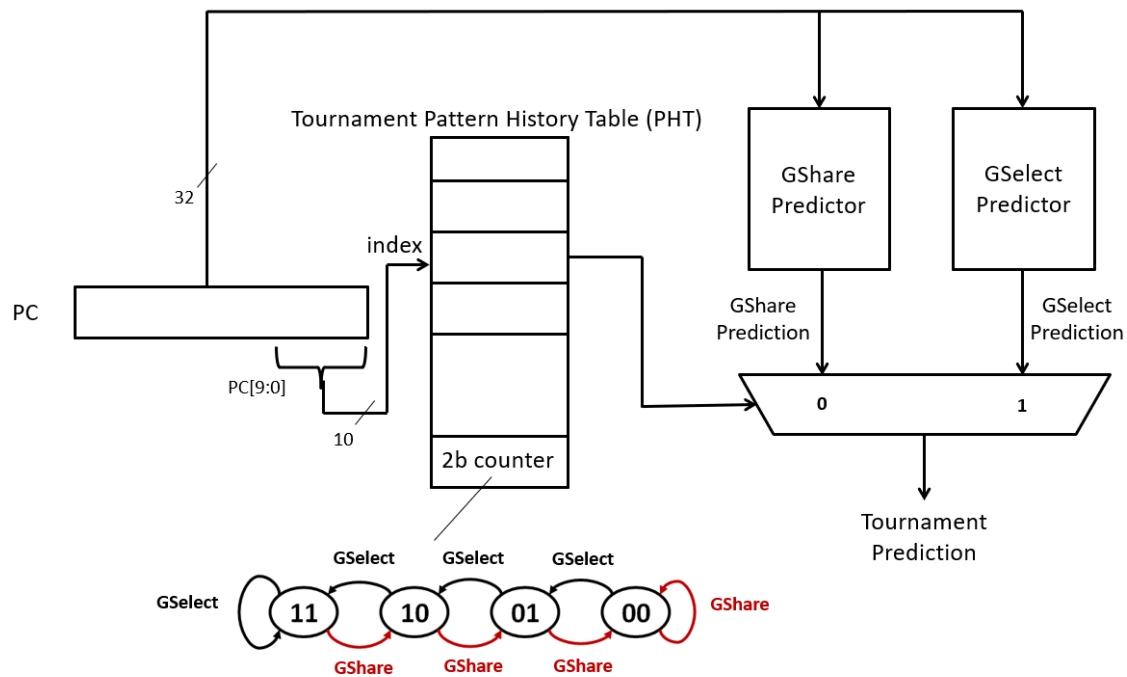 Tournament Pattern History Table (PHT)
32
index
PC
PC[9:0]
10
2b counter
GShare
Predictor
GSelect
Predictor
GShare
Prediction
GSelect
Prediction
0
1
Tournament
Prediction
GSelect
GSelect
GSelect
GSelect
11
10
01
00
GShare
GShare
GShare
GShare